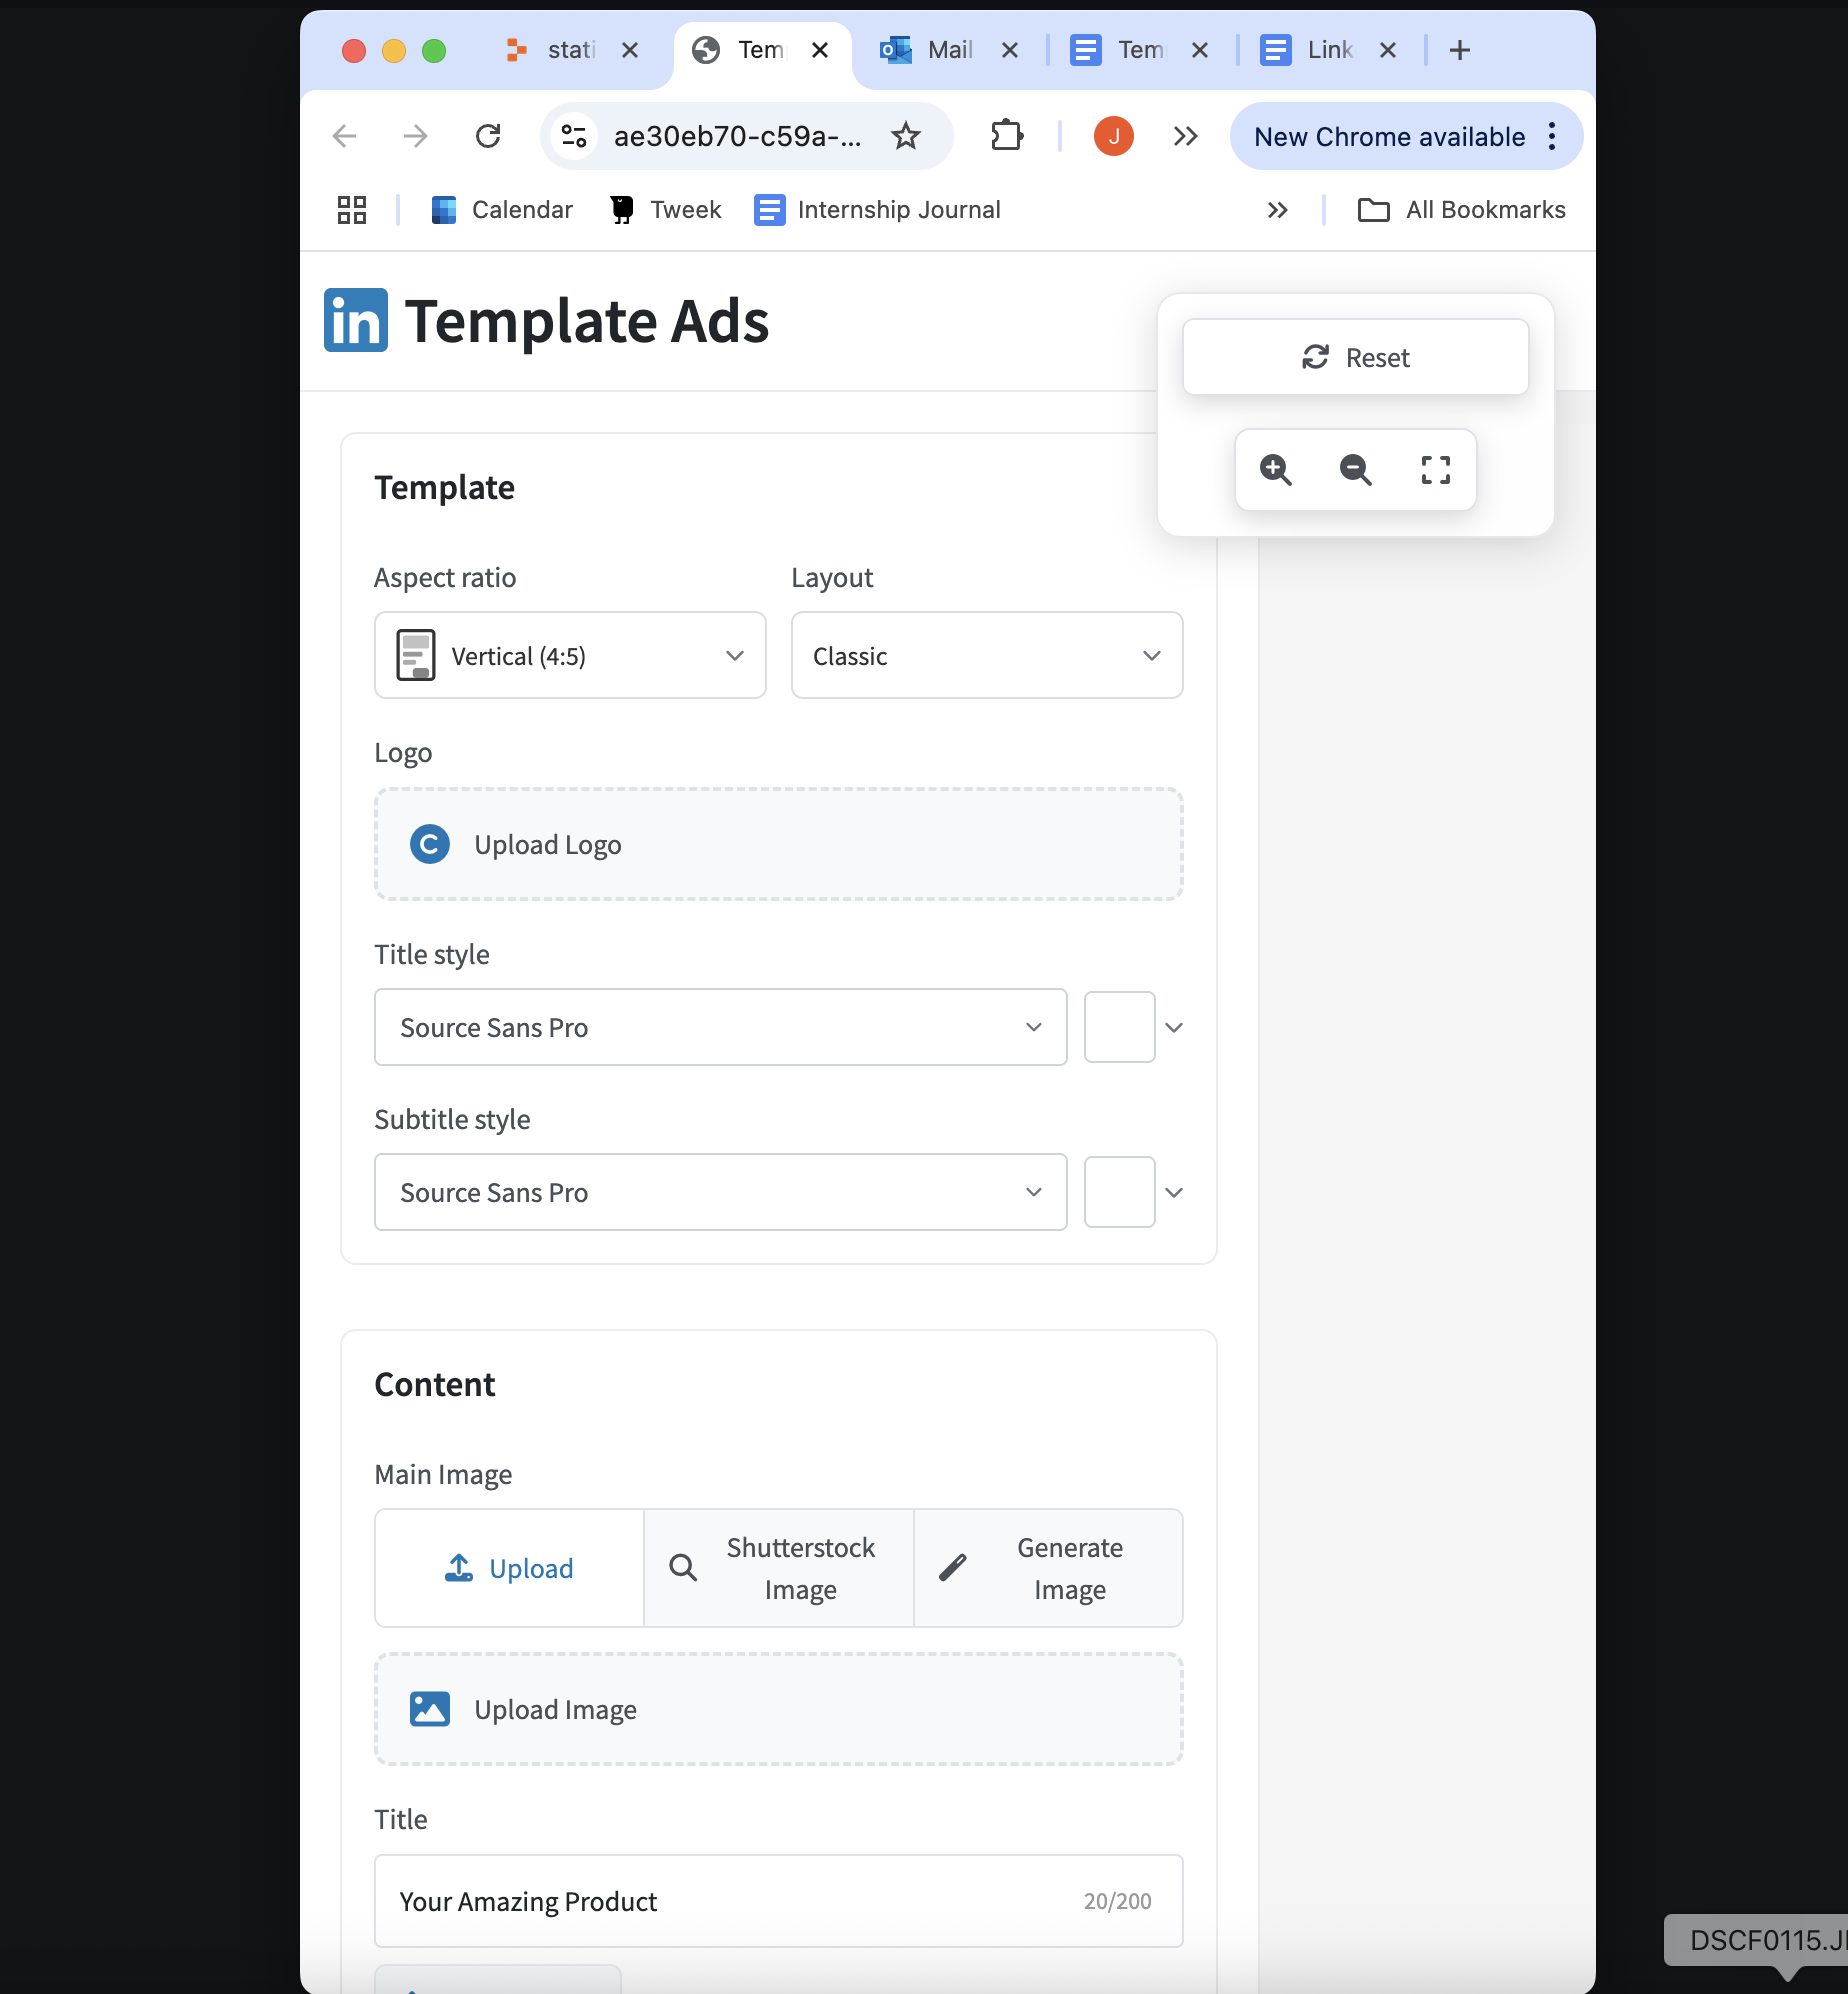 stati
Tem
Mail
Tem
Link
ae30eb70-c59a-...
J
New Chrome available
Calendar
Tweek
Internship Journal
All Bookmarks
in Template Ads
Reset
Template
Aspect ratio
Layout
Vertical (4:5)
Classic
Logo
C
Upload Logo
Title style
Source Sans Pro
Subtitle style
Source Sans Pro
Content
Main Image
Upload
Shutterstock
Image
Generate
Image
Upload Image
Title
Your Amazing Product
20/200
DSCF0115.J